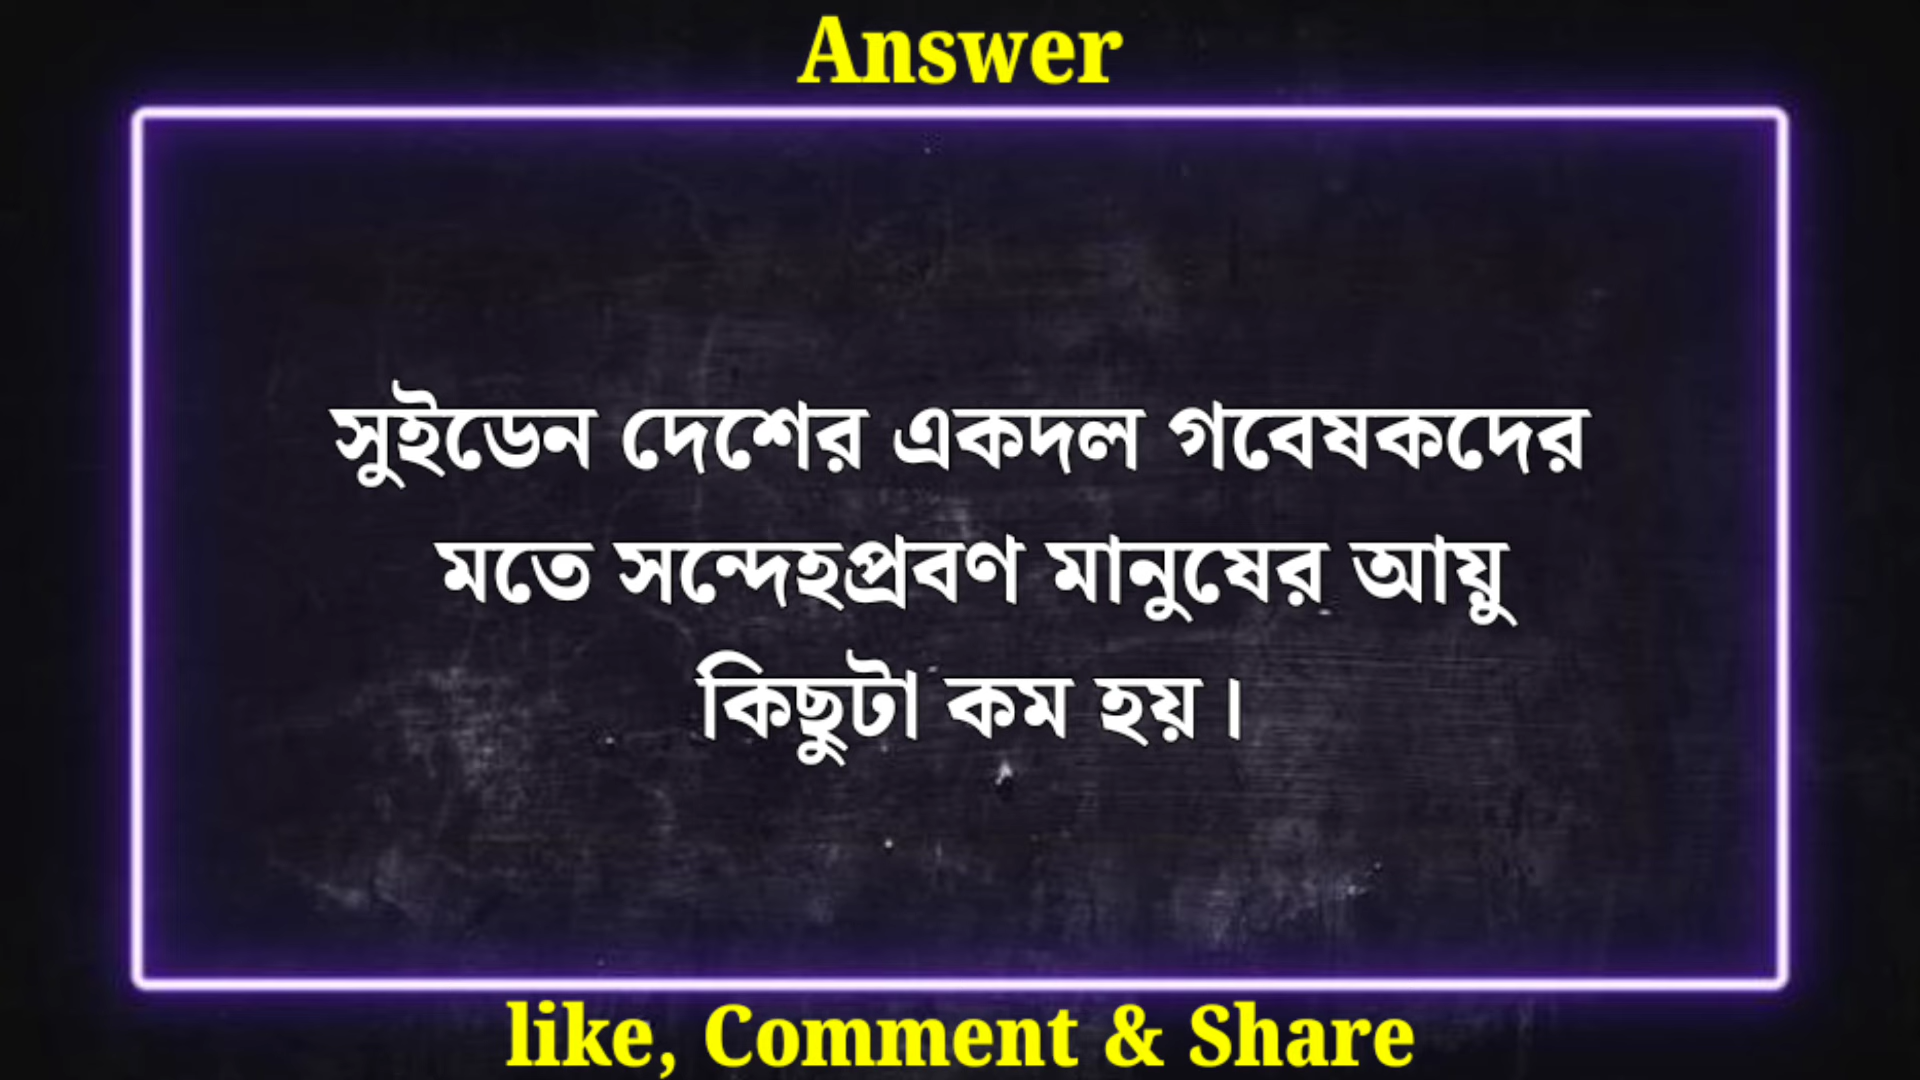 Answer
সুইডেন দেশের একদল গবেষকদের
মতে সন্দেহপ্রবণ মানুষের আয়ু
কিছুটা কম হয়।
like, Comment & Share